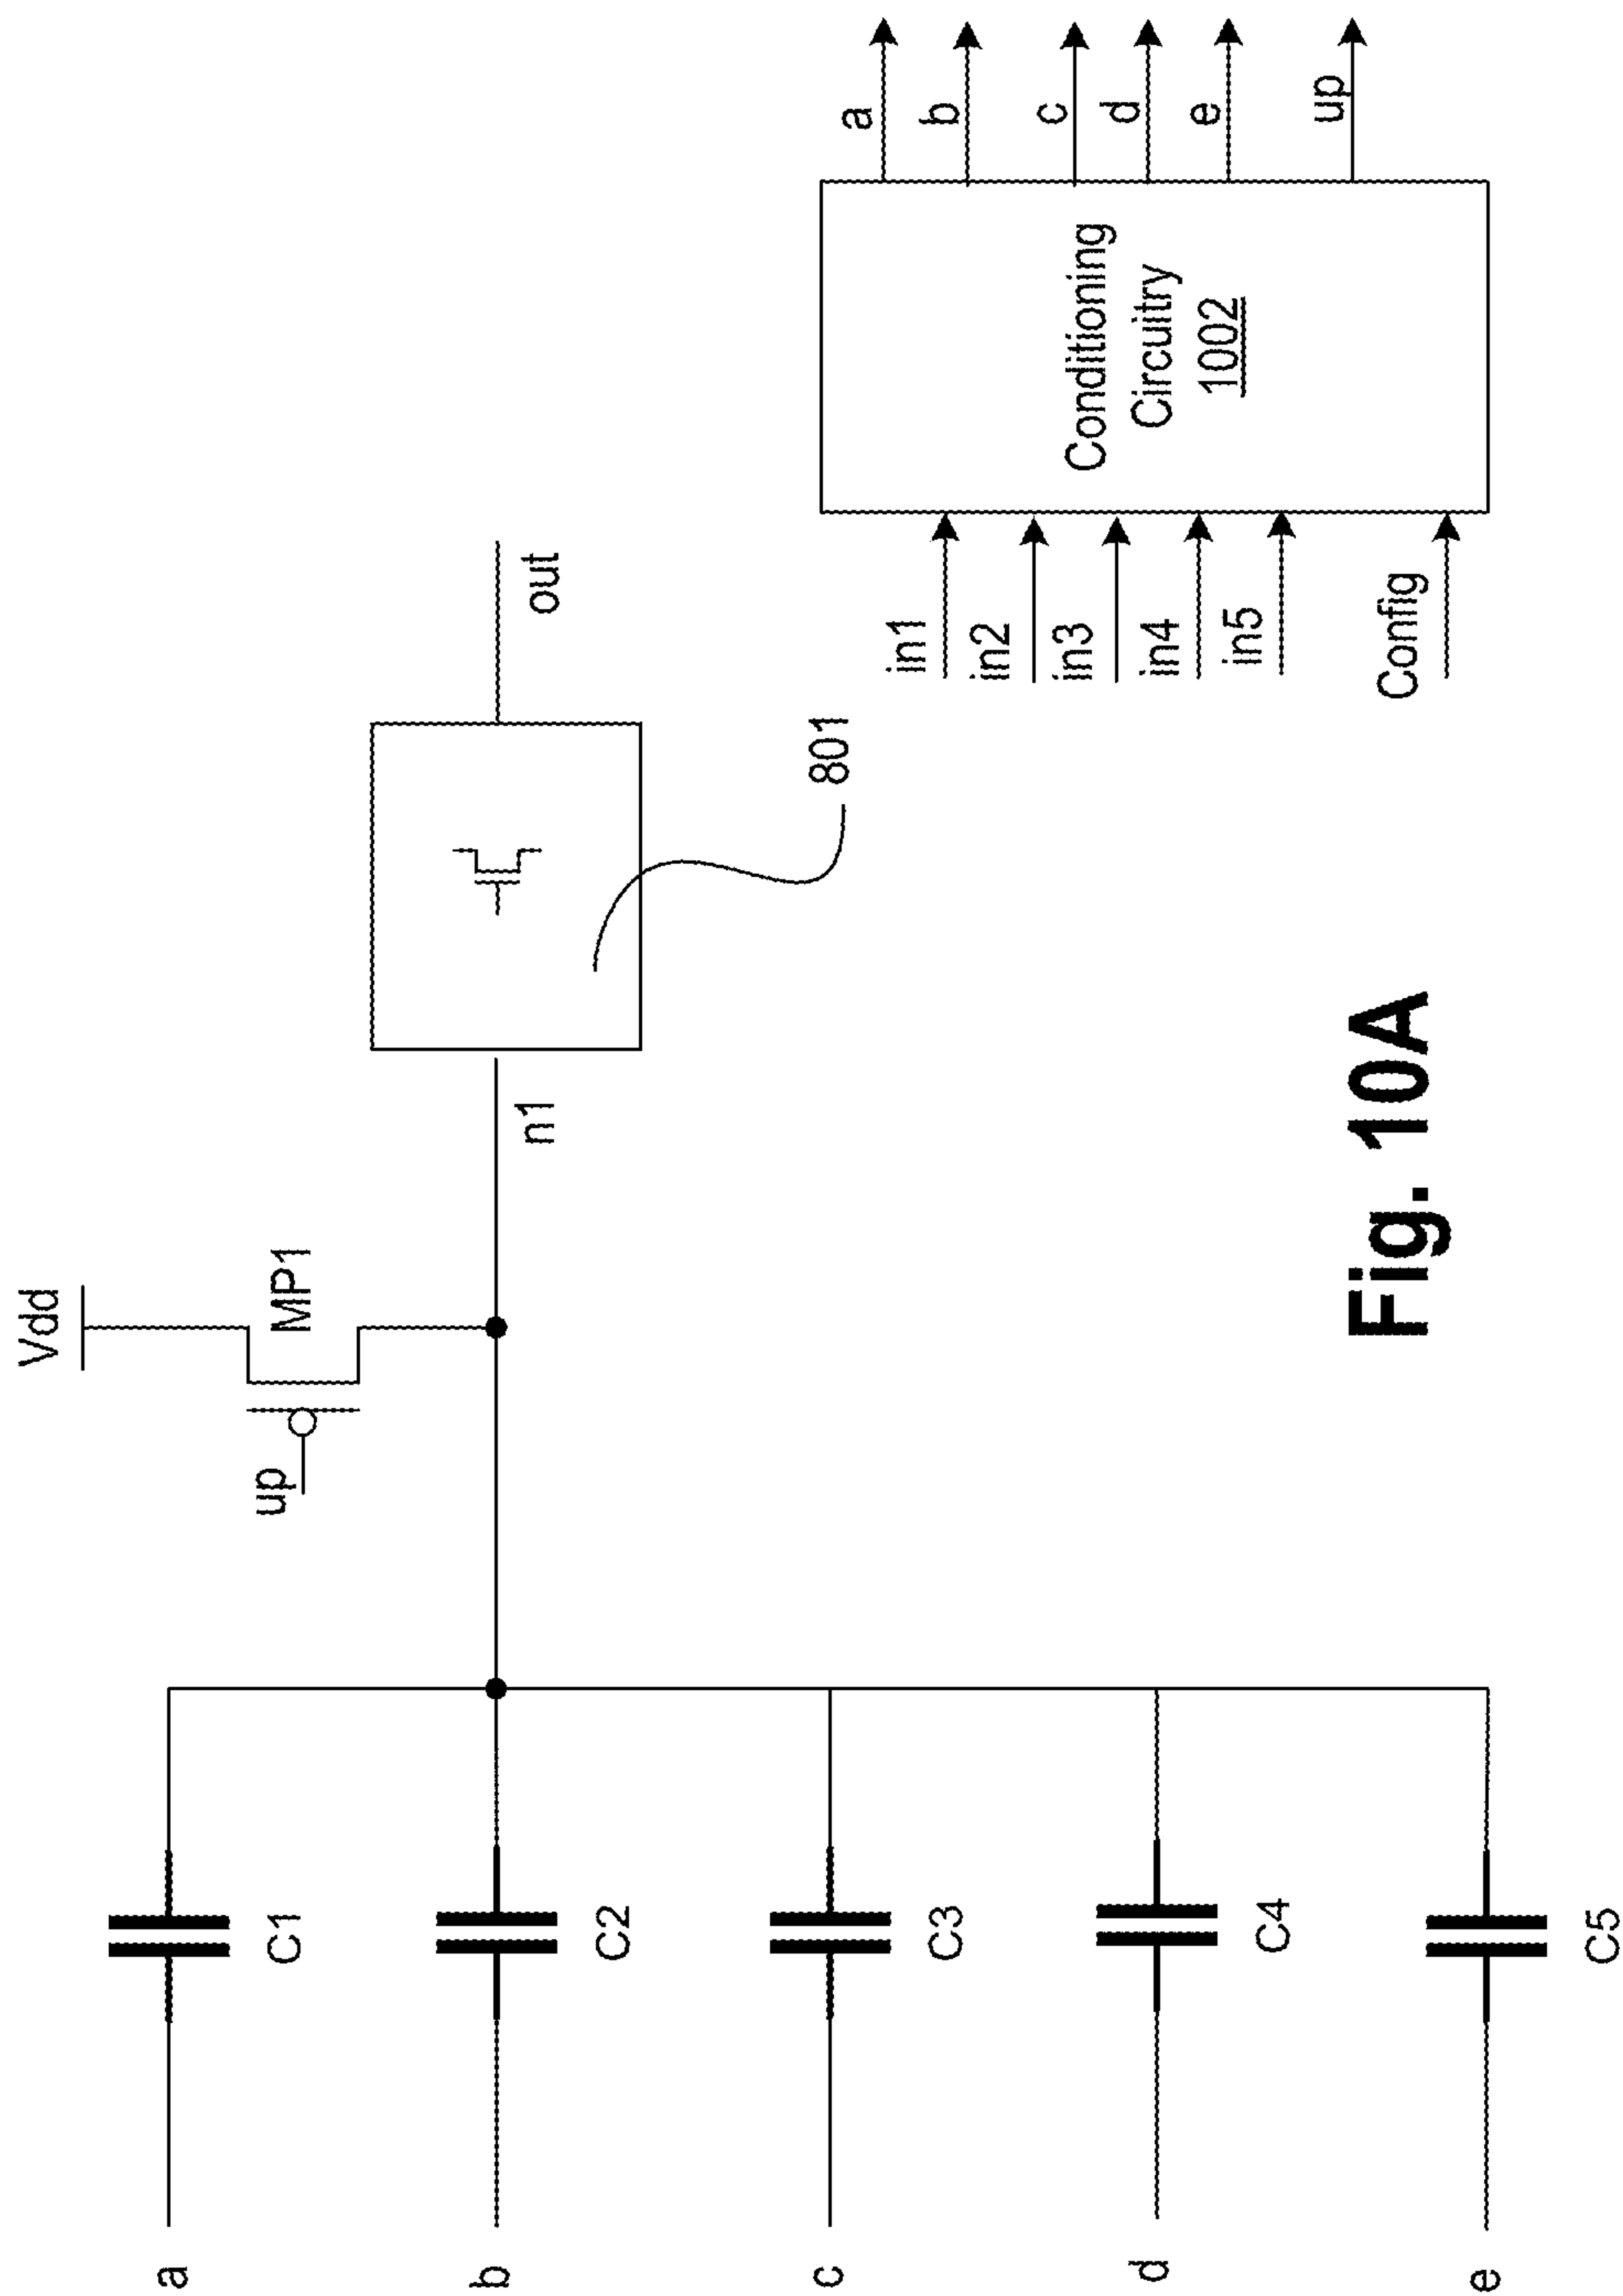 Vdd
up
MP1
a
C1
b
C2
n1
out
801
c
C3
d
C4
e
C5
in1
in2
in3
in4
in5
Config
Conditioning
Circuitry
1002
a
b
c
d
e
up
Fig. 10A